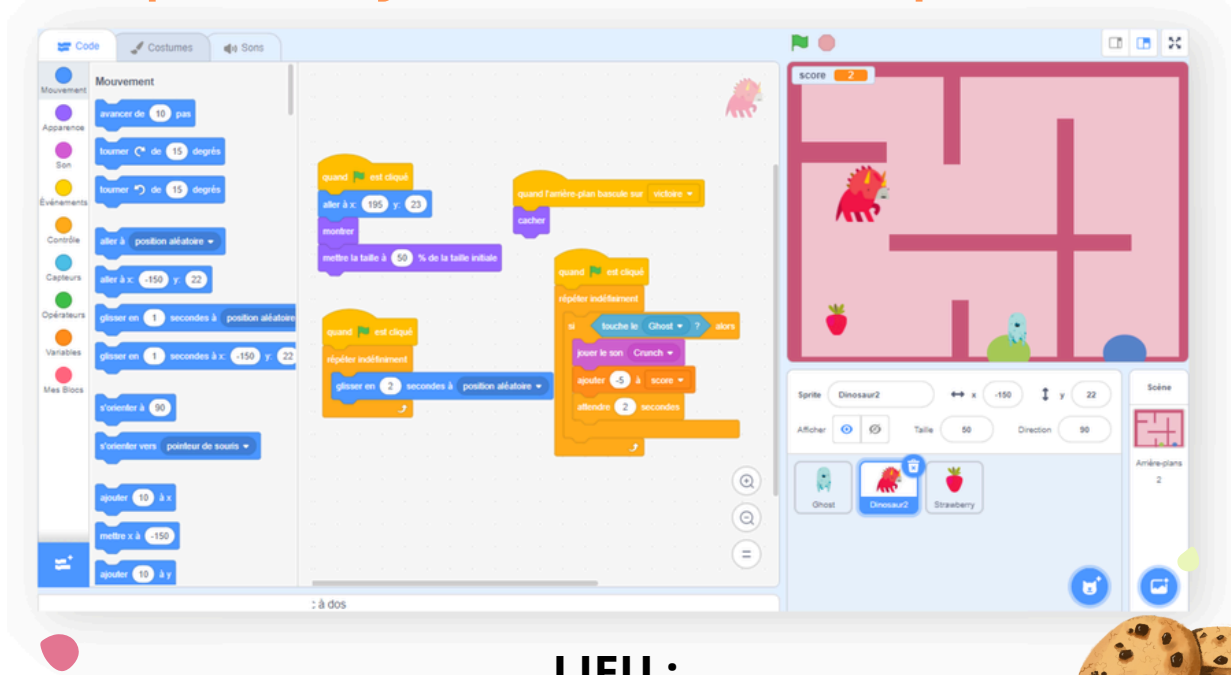 Code
Costumes
Sons
Mouvement
Apparence
Son
Événements
Contrôle
Capteurs
Opérateurs
Variables
Mes Blocs
Mouvement
avancer de 10 pas
tourner de 15 degrés
tourner de 15 degrés
aller à position aléatoire
aller à x: -150 y: 22
glisser en 1 secondes à position aléatoire
glisser en 1 secondes à x: -150 y: 22
s'orienter à 90
s'orienter vers pointeur de souris
ajouter 10 à x
mettre x à -150
ajouter 10 à y
quand est cliqué
aller à x: 195 y: 23
montrer
mettre la taille à 50 % de la taille initiale
quand est cliqué
répéter indéfiniment
glisser en 2 secondes à position aléatoire
quand l'arrière-plan bascule sur victoire
cacher
quand est cliqué
répéter indéfiniment
si touche le Ghost ? alors
jouer le son Crunch
ajouter -5 à score
attendre 2 secondes
: à dos
score 2
Sprite Dinosaur2 x -150 y 22
Afficher Taille 50 Direction 90
Ghost
Dinosaur2
Strawberry
Scène
Arrière-plans
2
LIEU :